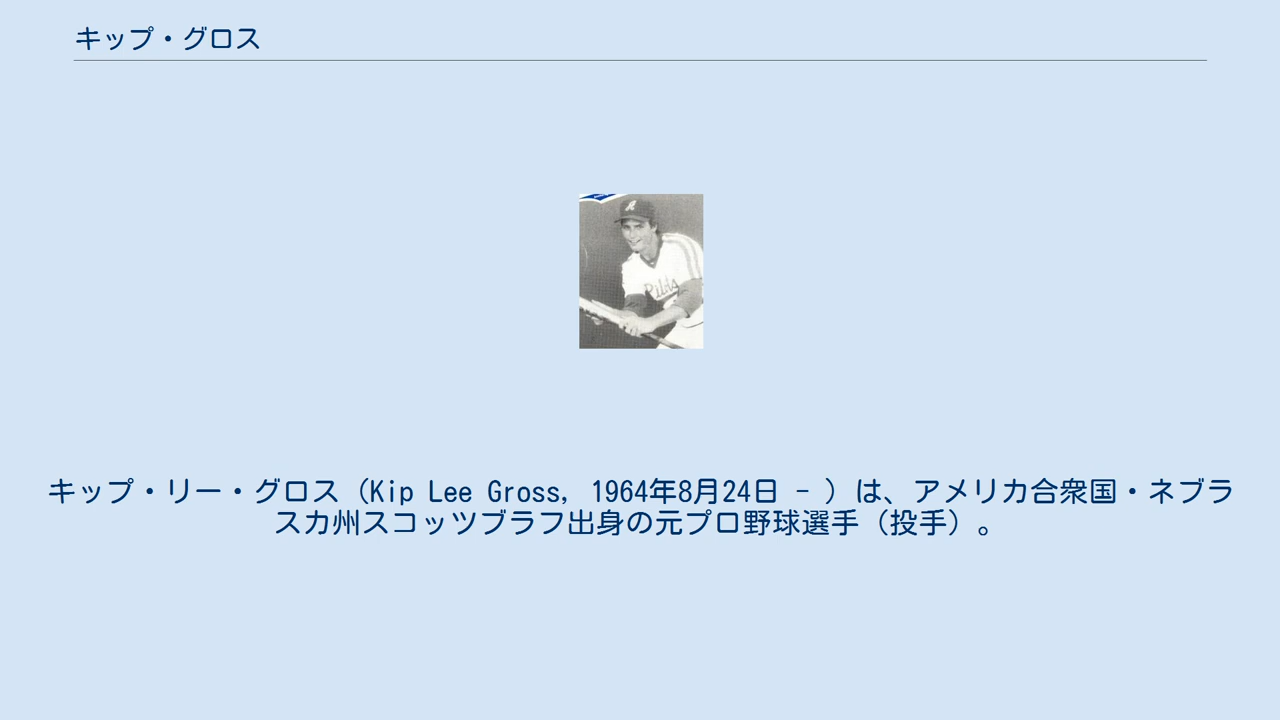 キップ・グロス
キップ・リー・グロス（Kip Lee Gross, 1964年8月24日 - ）は、アメリカ合衆国・ネブラ
スカ州スコッツブラフ出身の元プロ野球選手（投手）。